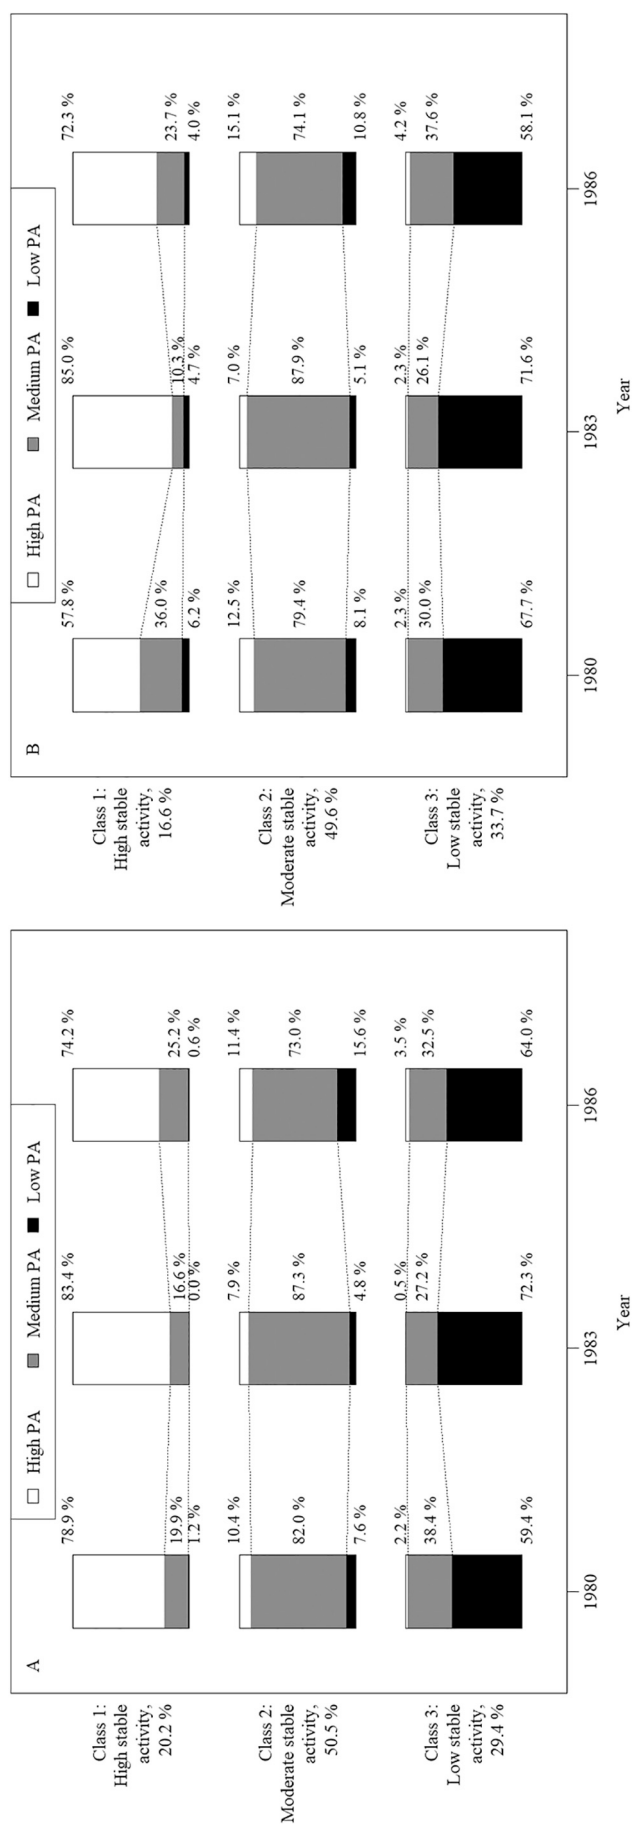 A
High PA
Medium PA
Low PA
Class 1:
High stable
activity,
20.2 %
78.9 %
19.9 %
1.2 %
83.4 %
16.6 %
0.0 %
74.2 %
25.2 %
0.6 %
Class 2:
Moderate stable
activity,
50.5 %
10.4 %
82.0 %
7.6 %
7.9 %
87.3 %
4.8 %
11.4 %
73.0 %
15.6 %
Class 3:
Low stable
activity,
29.4 %
2.2 %
38.4 %
59.4 %
0.5 %
27.2 %
72.3 %
3.5 %
32.5 %
64.0 %
1980
1983
1986
Year
B
High PA
Medium PA
Low PA
Class 1:
High stable
activity,
16.6 %
57.8 %
36.0 %
6.2 %
85.0 %
10.3 %
4.7 %
72.3 %
23.7 %
4.0 %
Class 2:
Moderate stable
activity,
49.6 %
12.5 %
79.4 %
8.1 %
7.0 %
87.9 %
5.1 %
15.1 %
74.1 %
10.8 %
Class 3:
Low stable
activity,
33.7 %
2.3 %
30.0 %
67.7 %
2.3 %
26.1 %
71.6 %
4.2 %
37.6 %
58.1 %
1980
1983
1986
Year